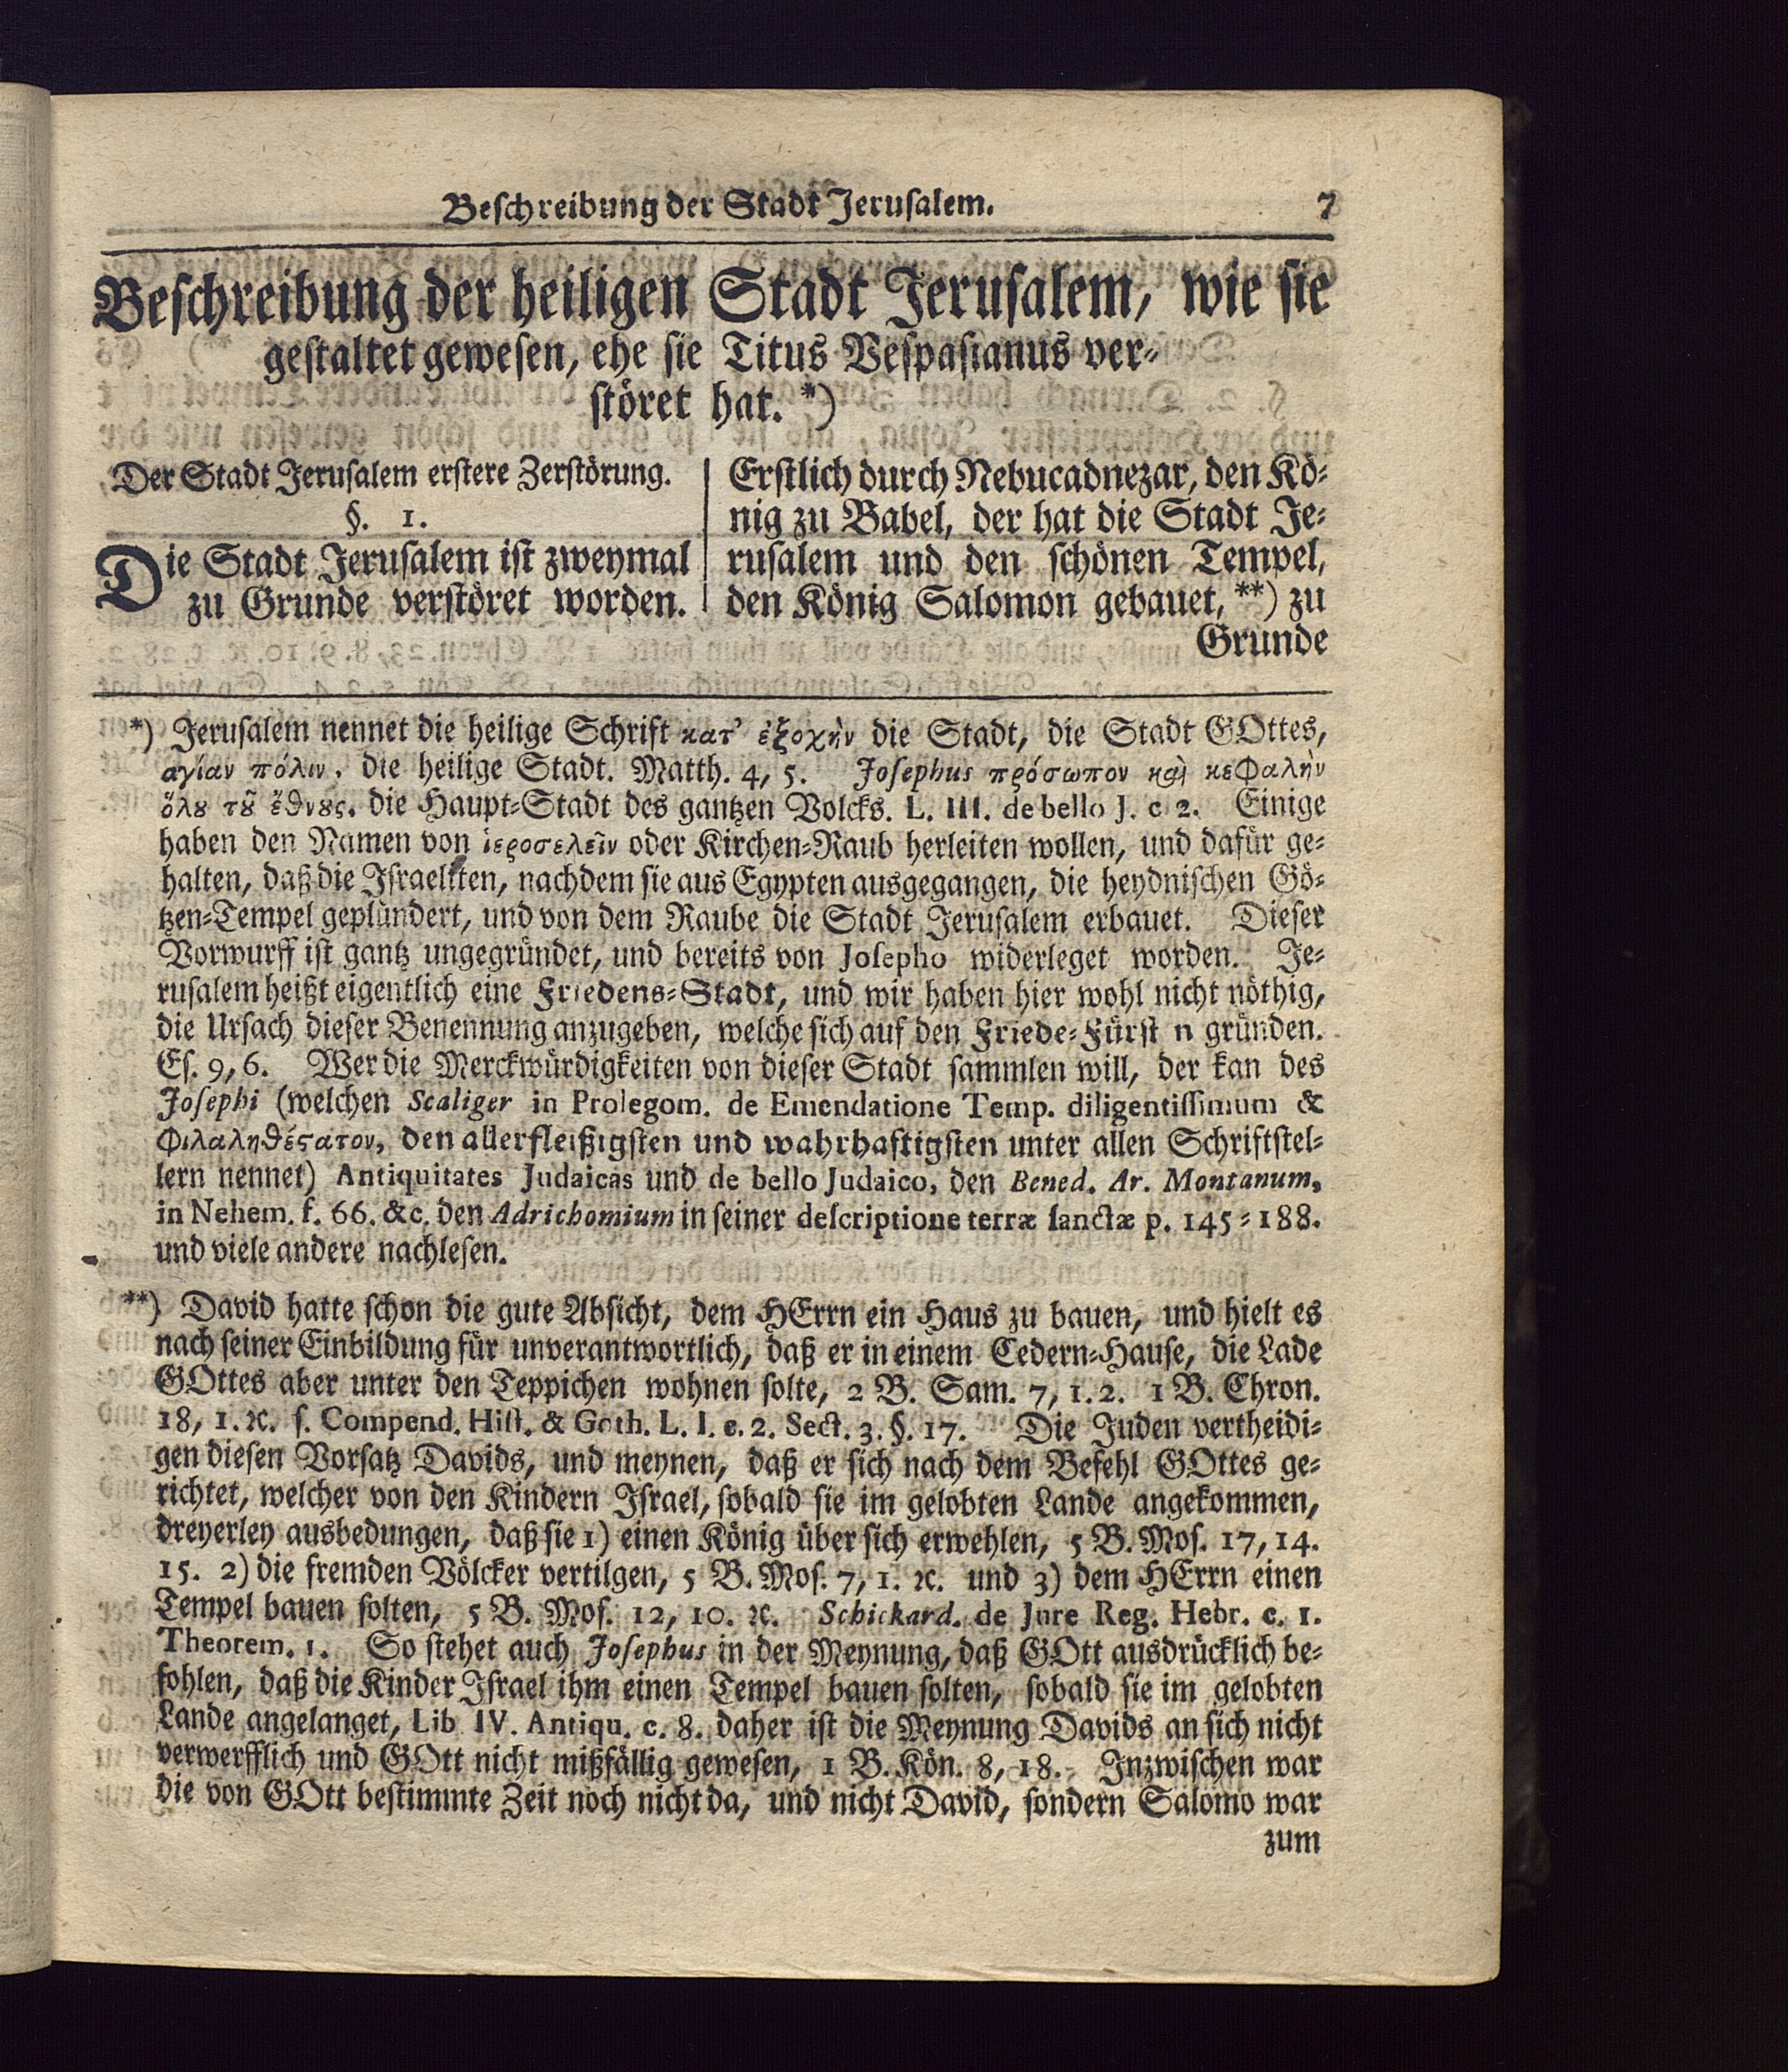 Beschreibung der Stadt Jerusalem. 7
Beschreibung der heiligen Stadt Jerusalem, wie sie
gestaltet gewesen, ehe sie Titus Vespasianus ver-
störet hat. *)
Der Stadt Jerusalem erstere Zerstörung.
§. 1.
Die Stadt Jerusalem ist zweymal
zu Grunde verstöret worden.
Erstlich durch Nebucadnezar, den Kö-
nig zu Babel, der hat die Stadt Je-
rusalem und den schönen Tempel,
den König Salomon gebauet, **) zu
Grunde
*) Jerusalem nennet die heilige Schrift κατ' ἐξοχὴν die Stadt, die Stadt GOttes,
αγίαν πόλιν. die heilige Stadt. Matth. 4, 5. Josephus πρόσωπον καὶ κεφαλὴν
ὅλου τοῦ ἔθνους. die Haupt-Stadt des gantzen Volcks. L. III. de bello J. c 2. Einige
haben den Namen von ἱεροσελεῖν oder Kirchen-Raub herleiten wollen, und dafür ge-
halten, daß die Israeliten, nachdem sie aus Egypten ausgegangen, die heydnischen Gö-
tzen-Tempel geplündert, und von dem Raube die Stadt Jerusalem erbauet. Dieser
Vorwurff ist gantz ungegründet, und bereits von Josepho widerleget worden. Je-
rusalem heißt eigentlich eine Friedens-Stadt, und wir haben hier wohl nicht nöthig,
die Ursach dieser Benennung anzugeben, welche sich auf den Friede-Fürst n gründen.
Es. 9, 6. Wer die Merckwürdigkeiten von dieser Stadt sammlen will, der kan des
Josephi (welchen Scaliger in Prolegom. de Emendatione Temp. diligentissimum &
φιλαληθέστατον, den allerfleißigsten und wahrhaftigsten unter allen Schriftstel-
lern nennet) Antiquitates Judaicas und de bello Judaico, den Bened. Ar. Montanum,
in Nehem. f. 66. &c. den Adrichomium in seiner descriptione terræ sanctæ p. 145-188.
und viele andere nachlesen.
**) David hatte schon die gute Absicht, dem HErrn ein Haus zu bauen, und hielt es
nach seiner Einbildung für unverantwortlich, daß er in einem Cedern-Hause, die Lade
GOttes aber unter den Teppichen wohnen solte, 2 B. Sam. 7, 1. 2. 1 B. Chron.
18, 1. ꝛc. s. Compend. Hist. & Goth. L. I. c. 2. Sect. 3. §. 17. Die Juden vertheidi-
gen diesen Vorsatz Davids, und meynen, daß er sich nach dem Befehl GOttes ge-
richtet, welcher von den Kindern Israel, sobald sie im gelobten Lande angekommen,
dreyerley ausbedungen, daß sie 1) einen König über sich erwehlen, 5 B. Mos. 17, 14.
15. 2) die fremden Völcker vertilgen, 5 B. Mos. 7, 1. ꝛc. und 3) dem HErrn einen
Tempel bauen solten, 5 B. Mos. 12, 10. ꝛc. Schickard. de Jure Reg. Hebr. c. 1.
Theorem. 1. So stehet auch Josephus in der Meynung, daß GOtt ausdrücklich be-
fohlen, daß die Kinder Israel ihm einen Tempel bauen solten, sobald sie im gelobten
Lande angelanget, Lib IV. Antiqu. c. 8. daher ist die Meynung Davids an sich nicht
verwerfflich und GOtt nicht mißfällig gewesen, 1 B. Kön. 8, 18. Inzwischen war
die von GOtt bestimmte Zeit noch nicht da, und nicht David, sondern Salomo war
zum